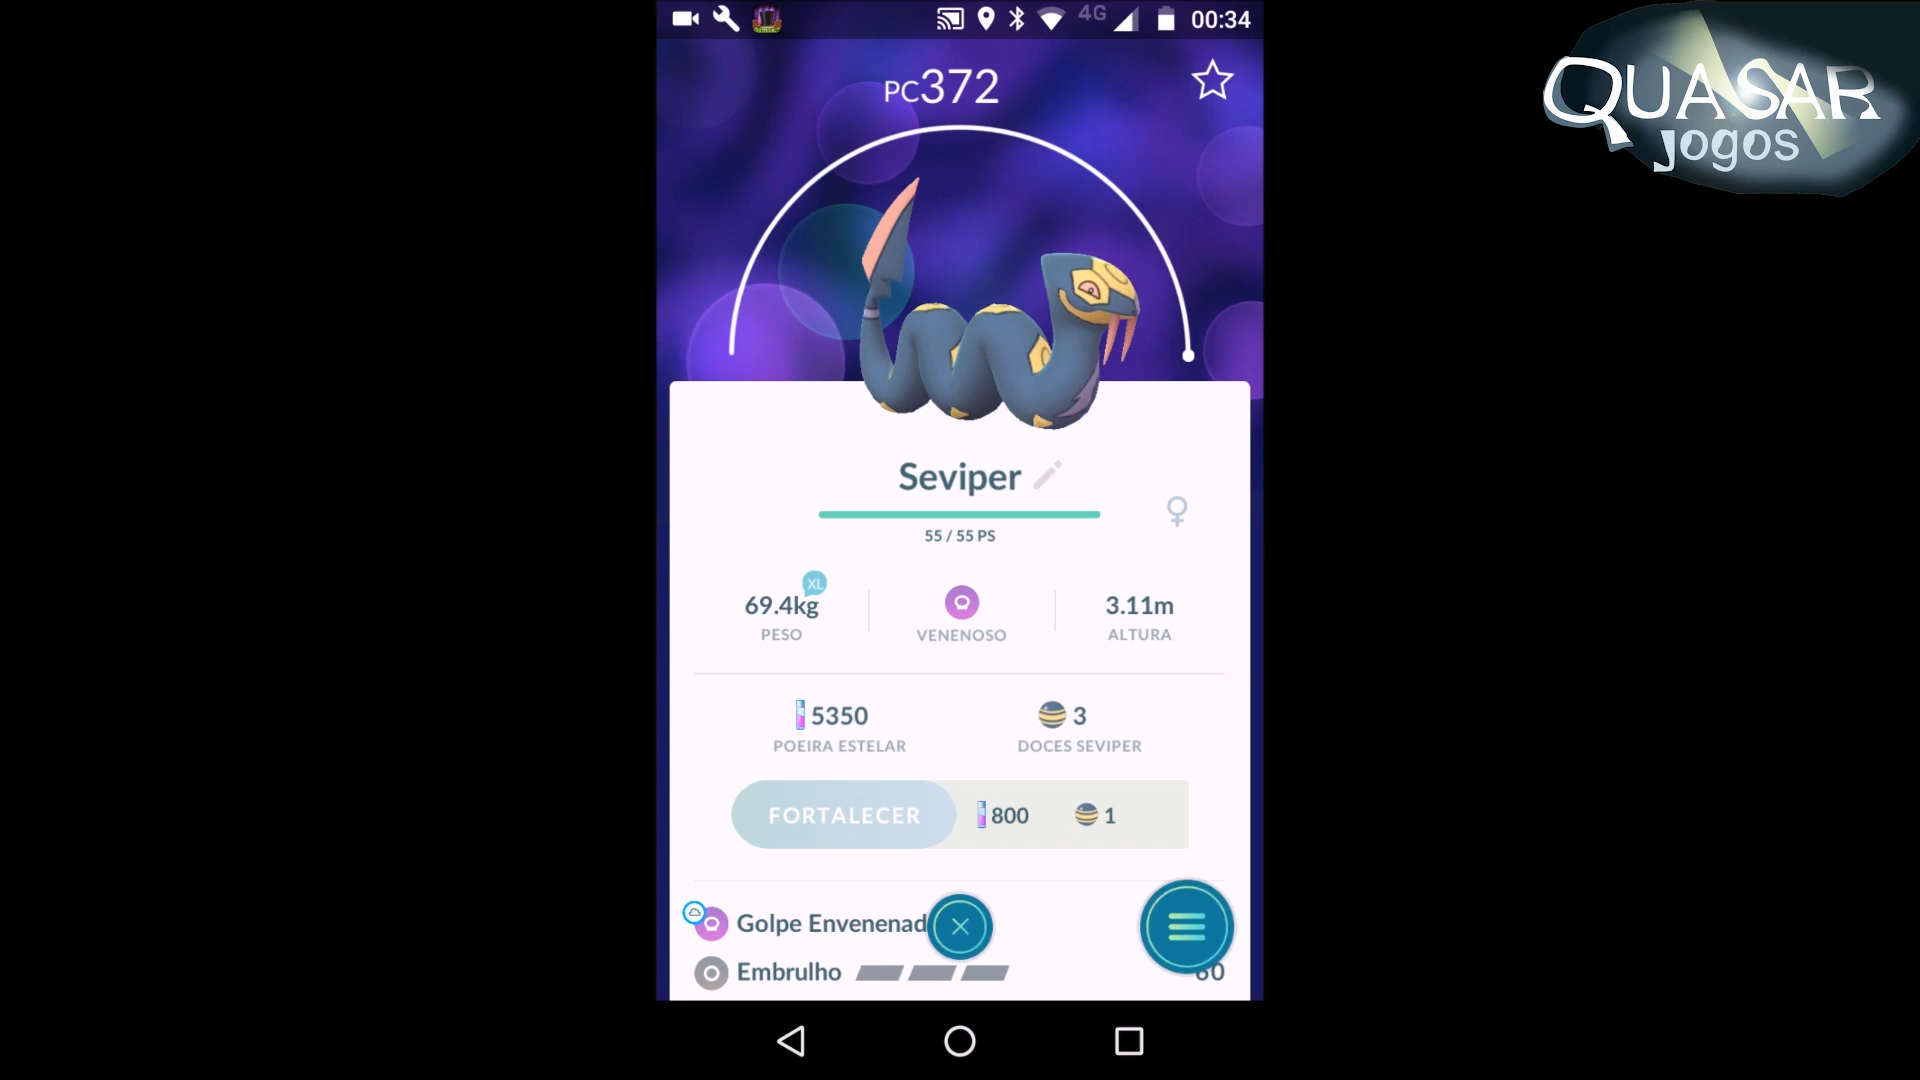 4G 00:34
PC372
QUASAR
jogos
Seviper
55 / 55 PS
XL
69.4kg
PESO
VENENOSO
3.11m
ALTURA
5350
POEIRA ESTELAR
3
DOCES SEVIPER
FORTALECER
800
1
Golpe Envenenad
Embrulho
60